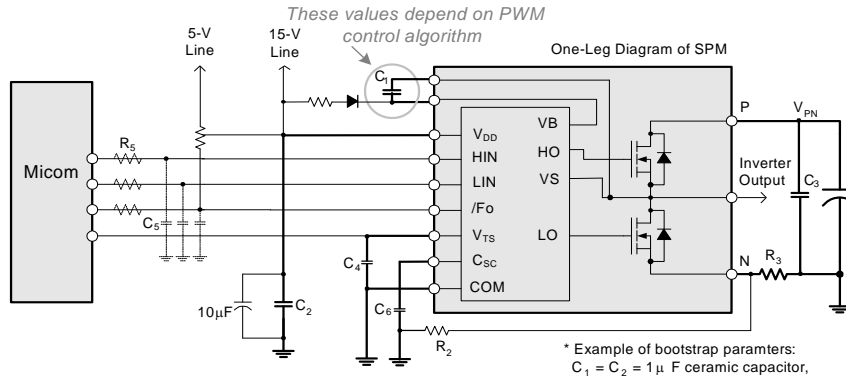 These values depend on PWM
control algorithm
5-V
Line
15-V
Line
C1
One-Leg Diagram of SPM
P
VPN
Micom
R5
VDD
HIN
LIN
/Fo
VTS
CSC
COM
VB
HO
VS
LO
Inverter
Output
C3
C5
C4
N
R3
10μF
C2
C6
R2
* Example of bootstrap paramters:
C1 = C2 = 1μ F ceramic capacitor,